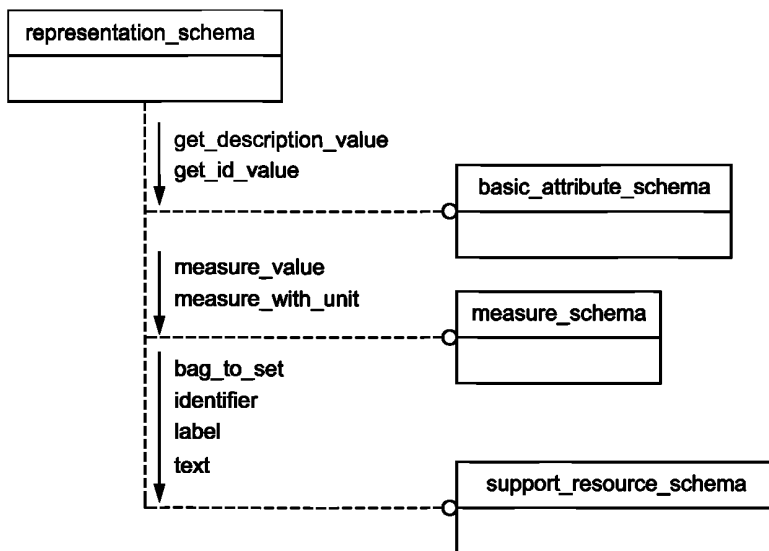 representation_schema
get_description_value
get_id_value
basic_attribute_schema
measure_value
measure_with_unit
measure_schema
bag_to_set
identifier
label
text
support_resource_schema